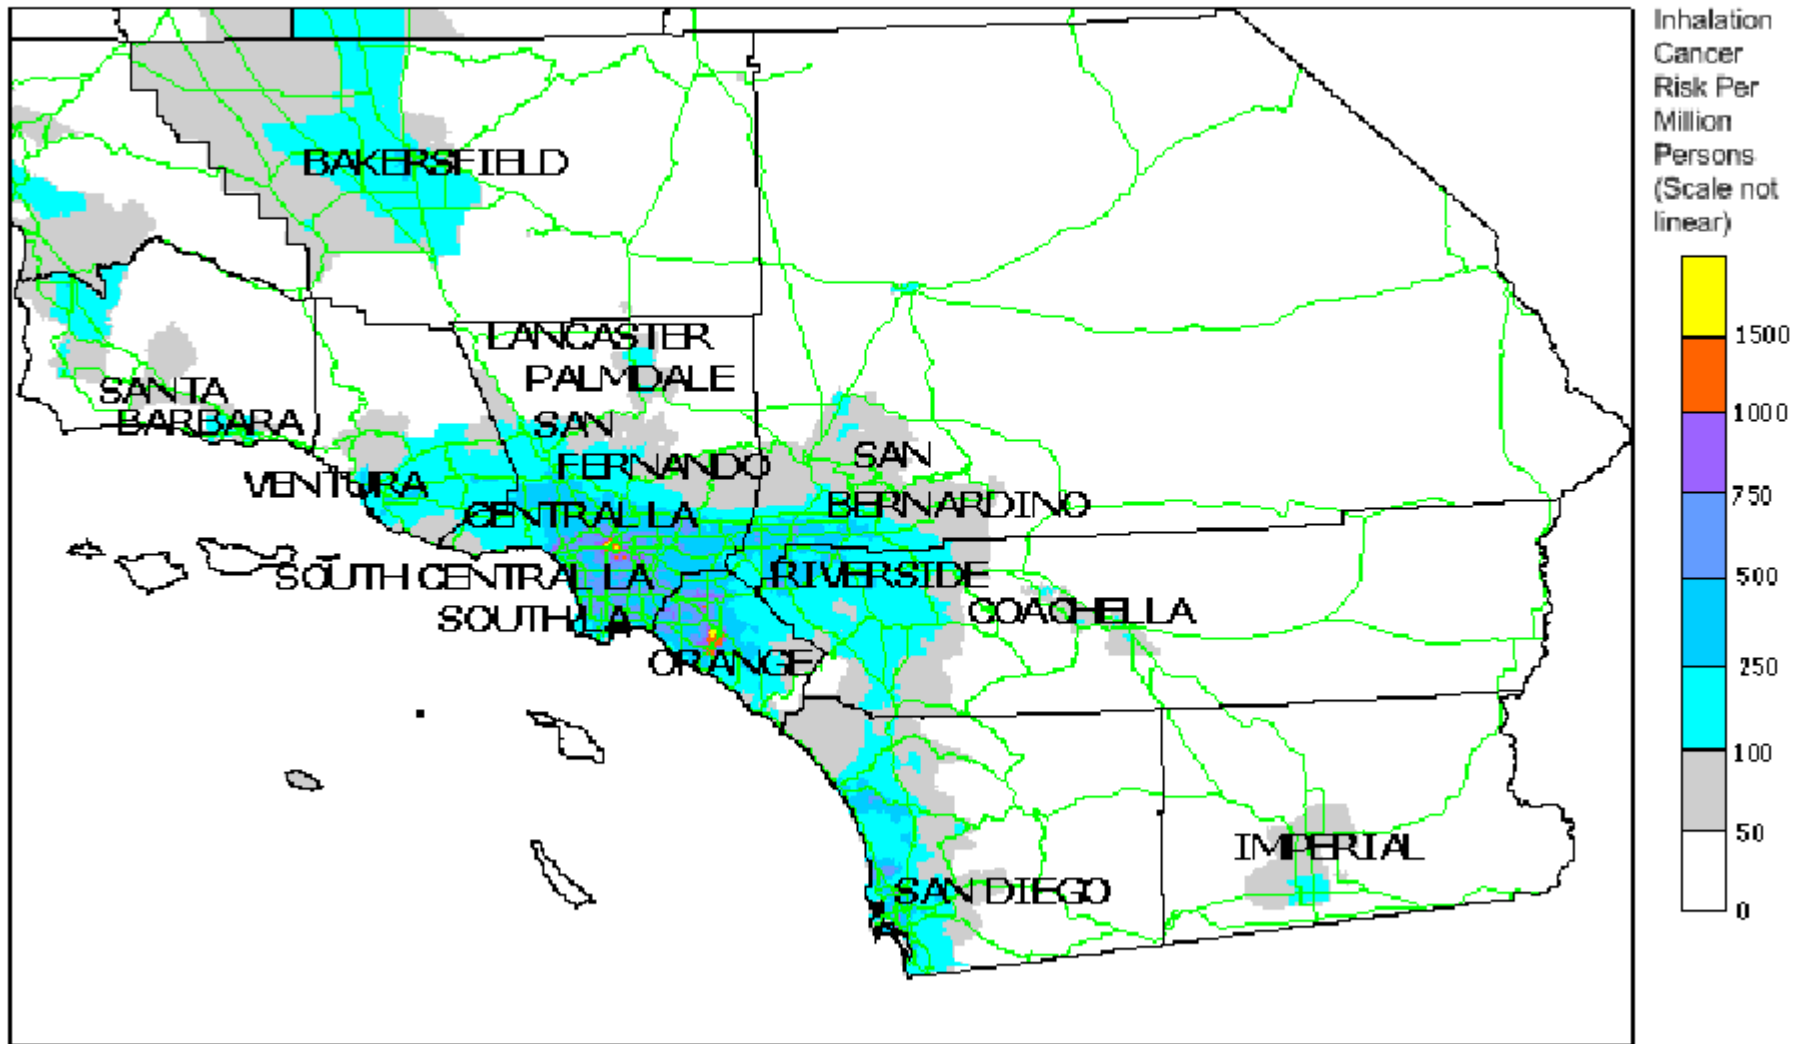 Inhalation
Cancer
Risk Per
Million
Persons
(Scale not
linear)
1500
1000
750
500
250
100
50
0
BAKERSFIELD
LANCASTER
PALMDALE
SANTA
BARBARA
SAN
FERNANDO
SAN
BERNARDINO
VENTURA
CENTRAL LA
SOUTH CENTRAL LA
RIVERSIDE
SOUTH LA
COACHELLA
ORANGE
IMPERIAL
SAN DIEGO